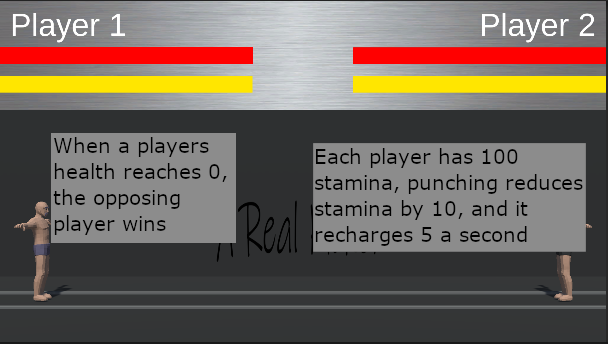 Player 1
Player 2
When a players
health reaches 0,
the opposing
player wins
Each player has 100
stamina, punching reduces
stamina by 10, and it
recharges 5 a second
A Real